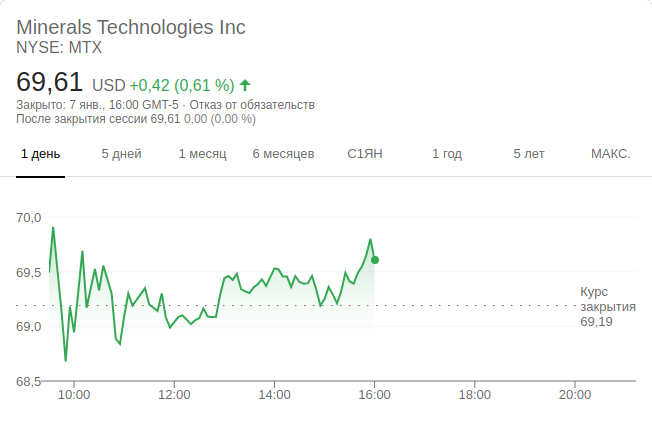 Minerals Technologies Inc
NYSE: MTX
69,61 USD +0,42 (0,61 %)
Закрыто: 7 янв., 16:00 GMT-5 · Отказ от обязательств
После закрытия сессии 69,61 0,00 (0,00 %)
1 день 5 дней 1 месяц 6 месяцев С1ЯН 1 год 5 лет МАКС.
70,0
69,5
Курс
закрытия
69,19
69,0
68,5
10:00 12:00 14:00 16:00 18:00 20:00